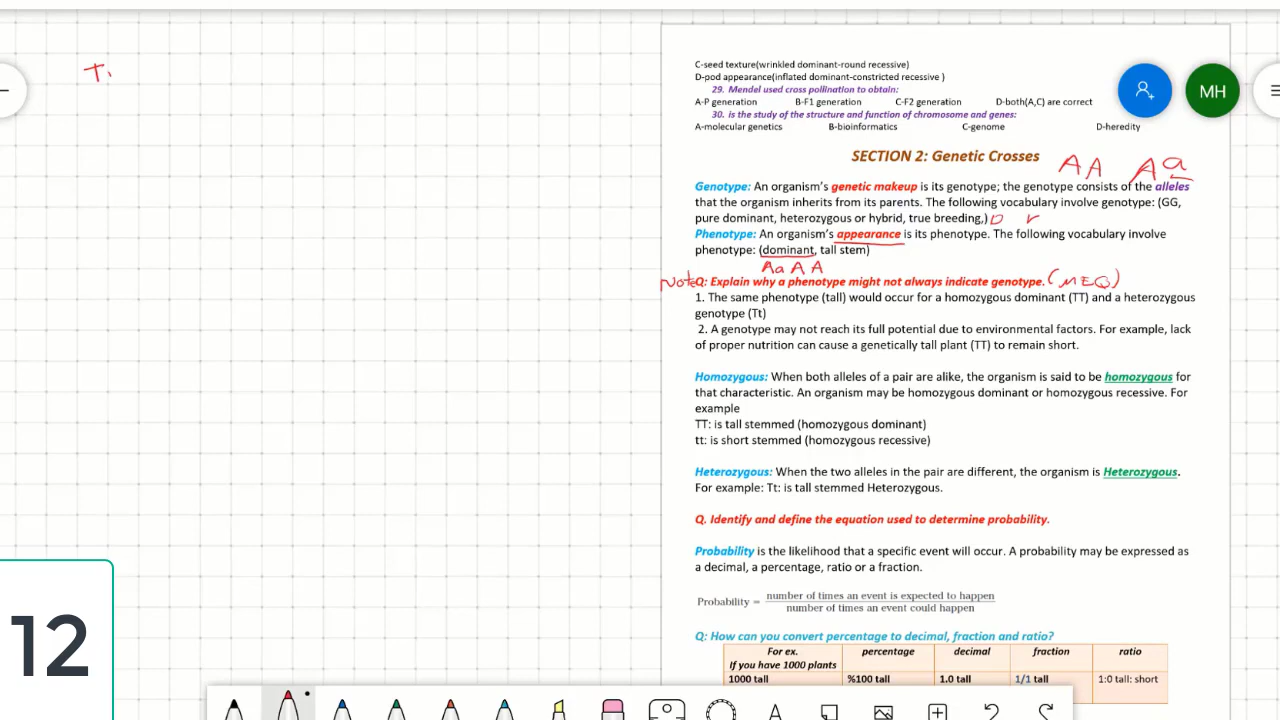 T
C-seed texture(wrinkled dominant-round recessive)
D-pod appearance(inflated dominant-constricted recessive )
29. Mendel used cross pollination to obtain:
A-P generation B-F1 generation C-F2 generation D-both(A,C) are correct
30. is the study of the structure and function of chromosome and genes:
A-molecular genetics B-bioinformatics C-genome D-heredity
MH
SECTION 2: Genetic Crosses
AA Aa
Genotype: An organism's genetic makeup is its genotype; the genotype consists of the alleles
that the organism inherits from its parents. The following vocabulary involve genotype: (GG,
pure dominant, heterozygous or hybrid, true breeding,) D r
Phenotype: An organism's appearance is its phenotype. The following vocabulary involve
phenotype: (dominant, tall stem)
Aa AA
Note Q: Explain why a phenotype might not always indicate genotype. (MEQ)
1. The same phenotype (tall) would occur for a homozygous dominant (TT) and a heterozygous
genotype (Tt)
2. A genotype may not reach its full potential due to environmental factors. For example, lack
of proper nutrition can cause a genetically tall plant (TT) to remain short.
Homozygous: When both alleles of a pair are alike, the organism is said to be homozygous for
that characteristic. An organism may be homozygous dominant or homozygous recessive. For
example
TT: is tall stemmed (homozygous dominant)
tt: is short stemmed (homozygous recessive)
Heterozygous: When the two alleles in the pair are different, the organism is Heterozygous.
For example: Tt: is tall stemmed Heterozygous.
Q. Identify and define the equation used to determine probability.
Probability is the likelihood that a specific event will occur. A probability may be expressed as
a decimal, a percentage, ratio or a fraction.
Probability = number of times an event is expected to happen
number of times an event could happen
Q: How can you convert percentage to decimal, fraction and ratio?
For ex. percentage decimal fraction ratio
If you have 1000 plants
1000 tall %100 tall 1.0 tall 1/1 tall 1:0 tall: short
12
A